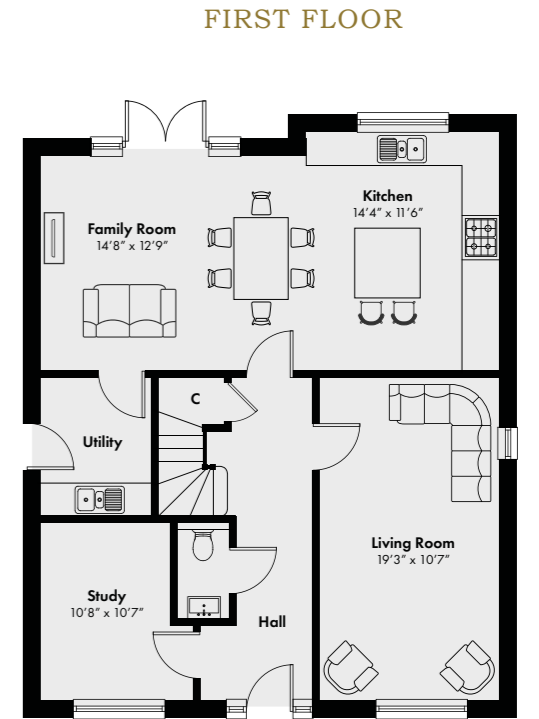 FIRST FLOOR
Kitchen
14’4” x 11’6”
Family Room
14’8” x 12’9”
C
Utility
Living Room
19’3” x 10’7”
Study
10’8” x 10’7”
Hall